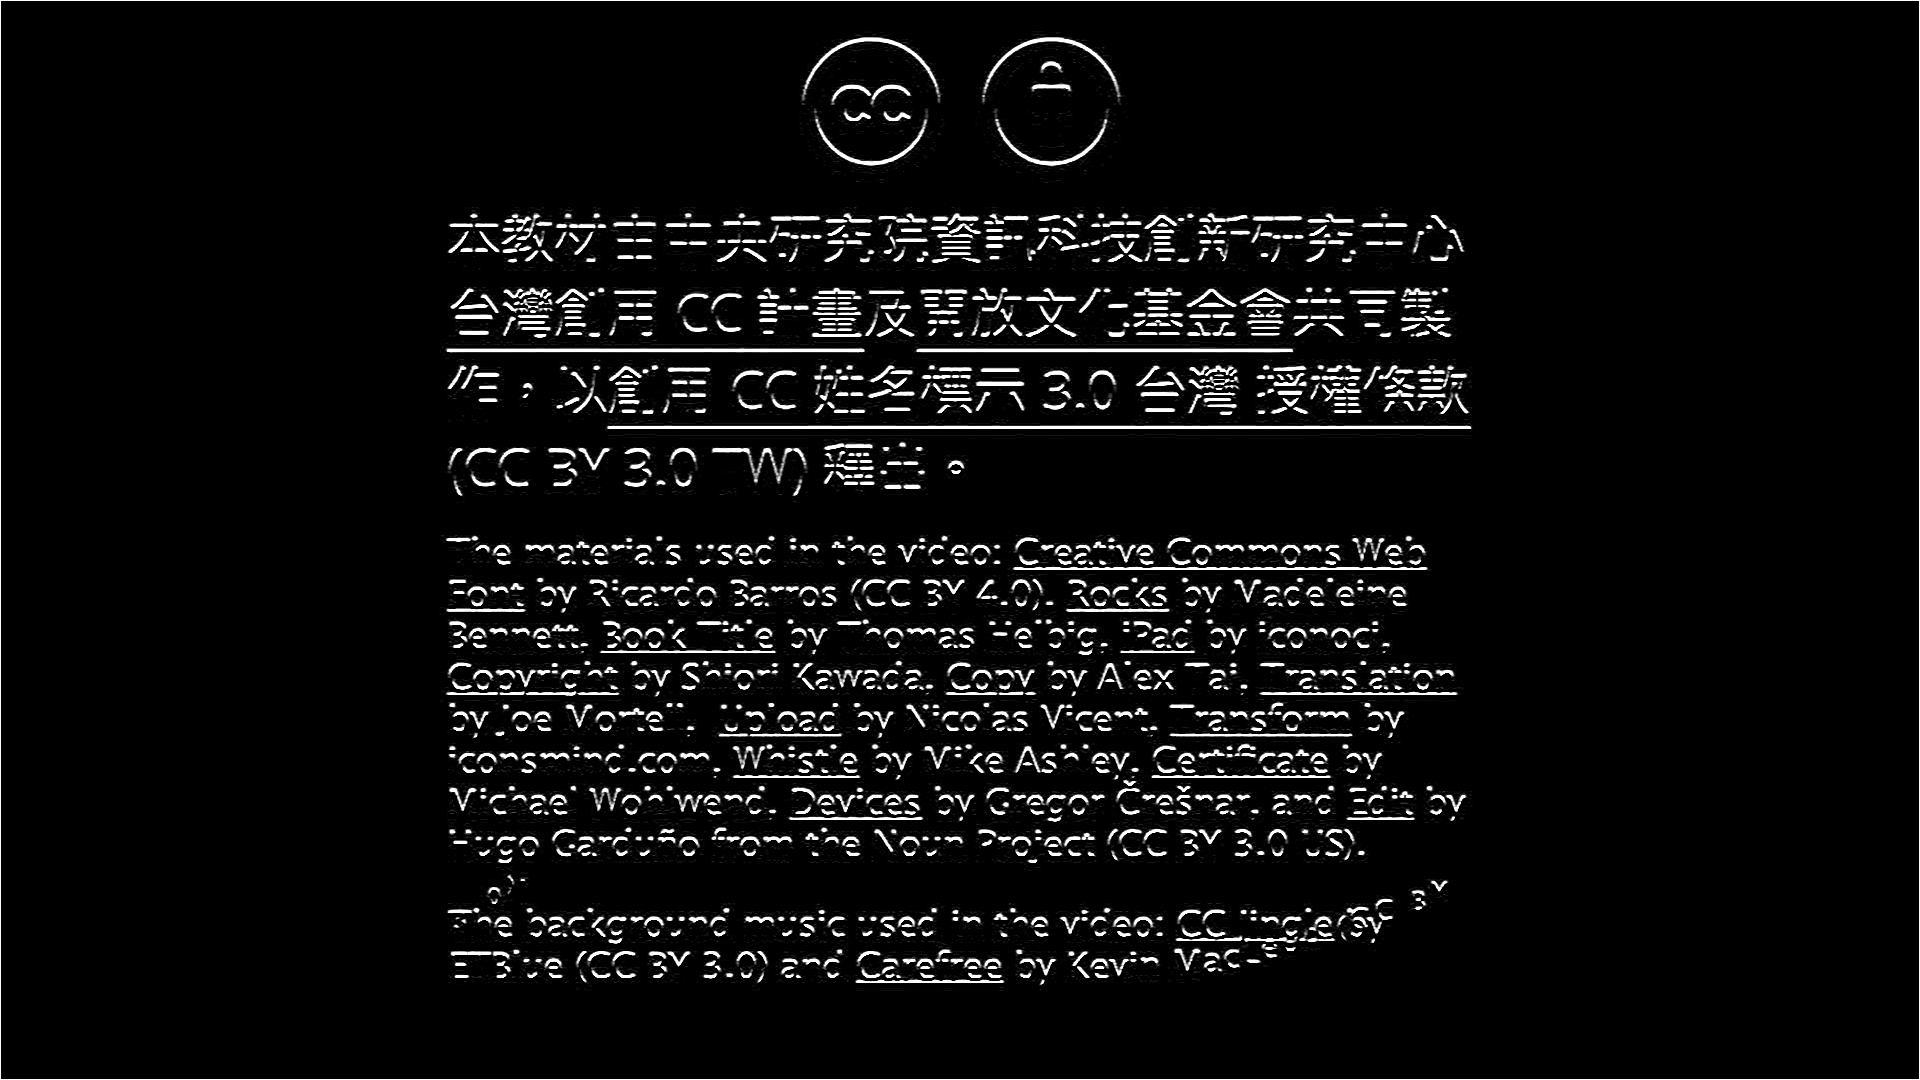 本教材由中央研究院資訊科技創新研究中心
台灣創用 CC 計畫及開放文化基金會共同製
作，以創用 CC 姓名標示 3.0 台灣 授權條款
(CC BY 3.0 TW) 釋出。
The materials used in the video: Creative Commons Web
Font by Ricardo Barros (CC BY 4.0). Rocks by Madeleine
Bennett, Book Title by Thomas Helbig, iPad by iconoci,
Copyright by Shiori Kawada, Copy by Alex Tai, Translation
by Joe Mortell, Upload by Nicolas Vicent, Transform by
iconsmind.com, Whistle by Mike Ashley, Certificate by
Michael Wohlwend, Devices by Gregor Črešnar, and Edit by
Hugo Garduño from the Noun Project (CC BY 3.0 US).
The background music used in the video: CC Jingle by
ETBlue (CC BY 3.0) and Carefree by Kevin (CC BY